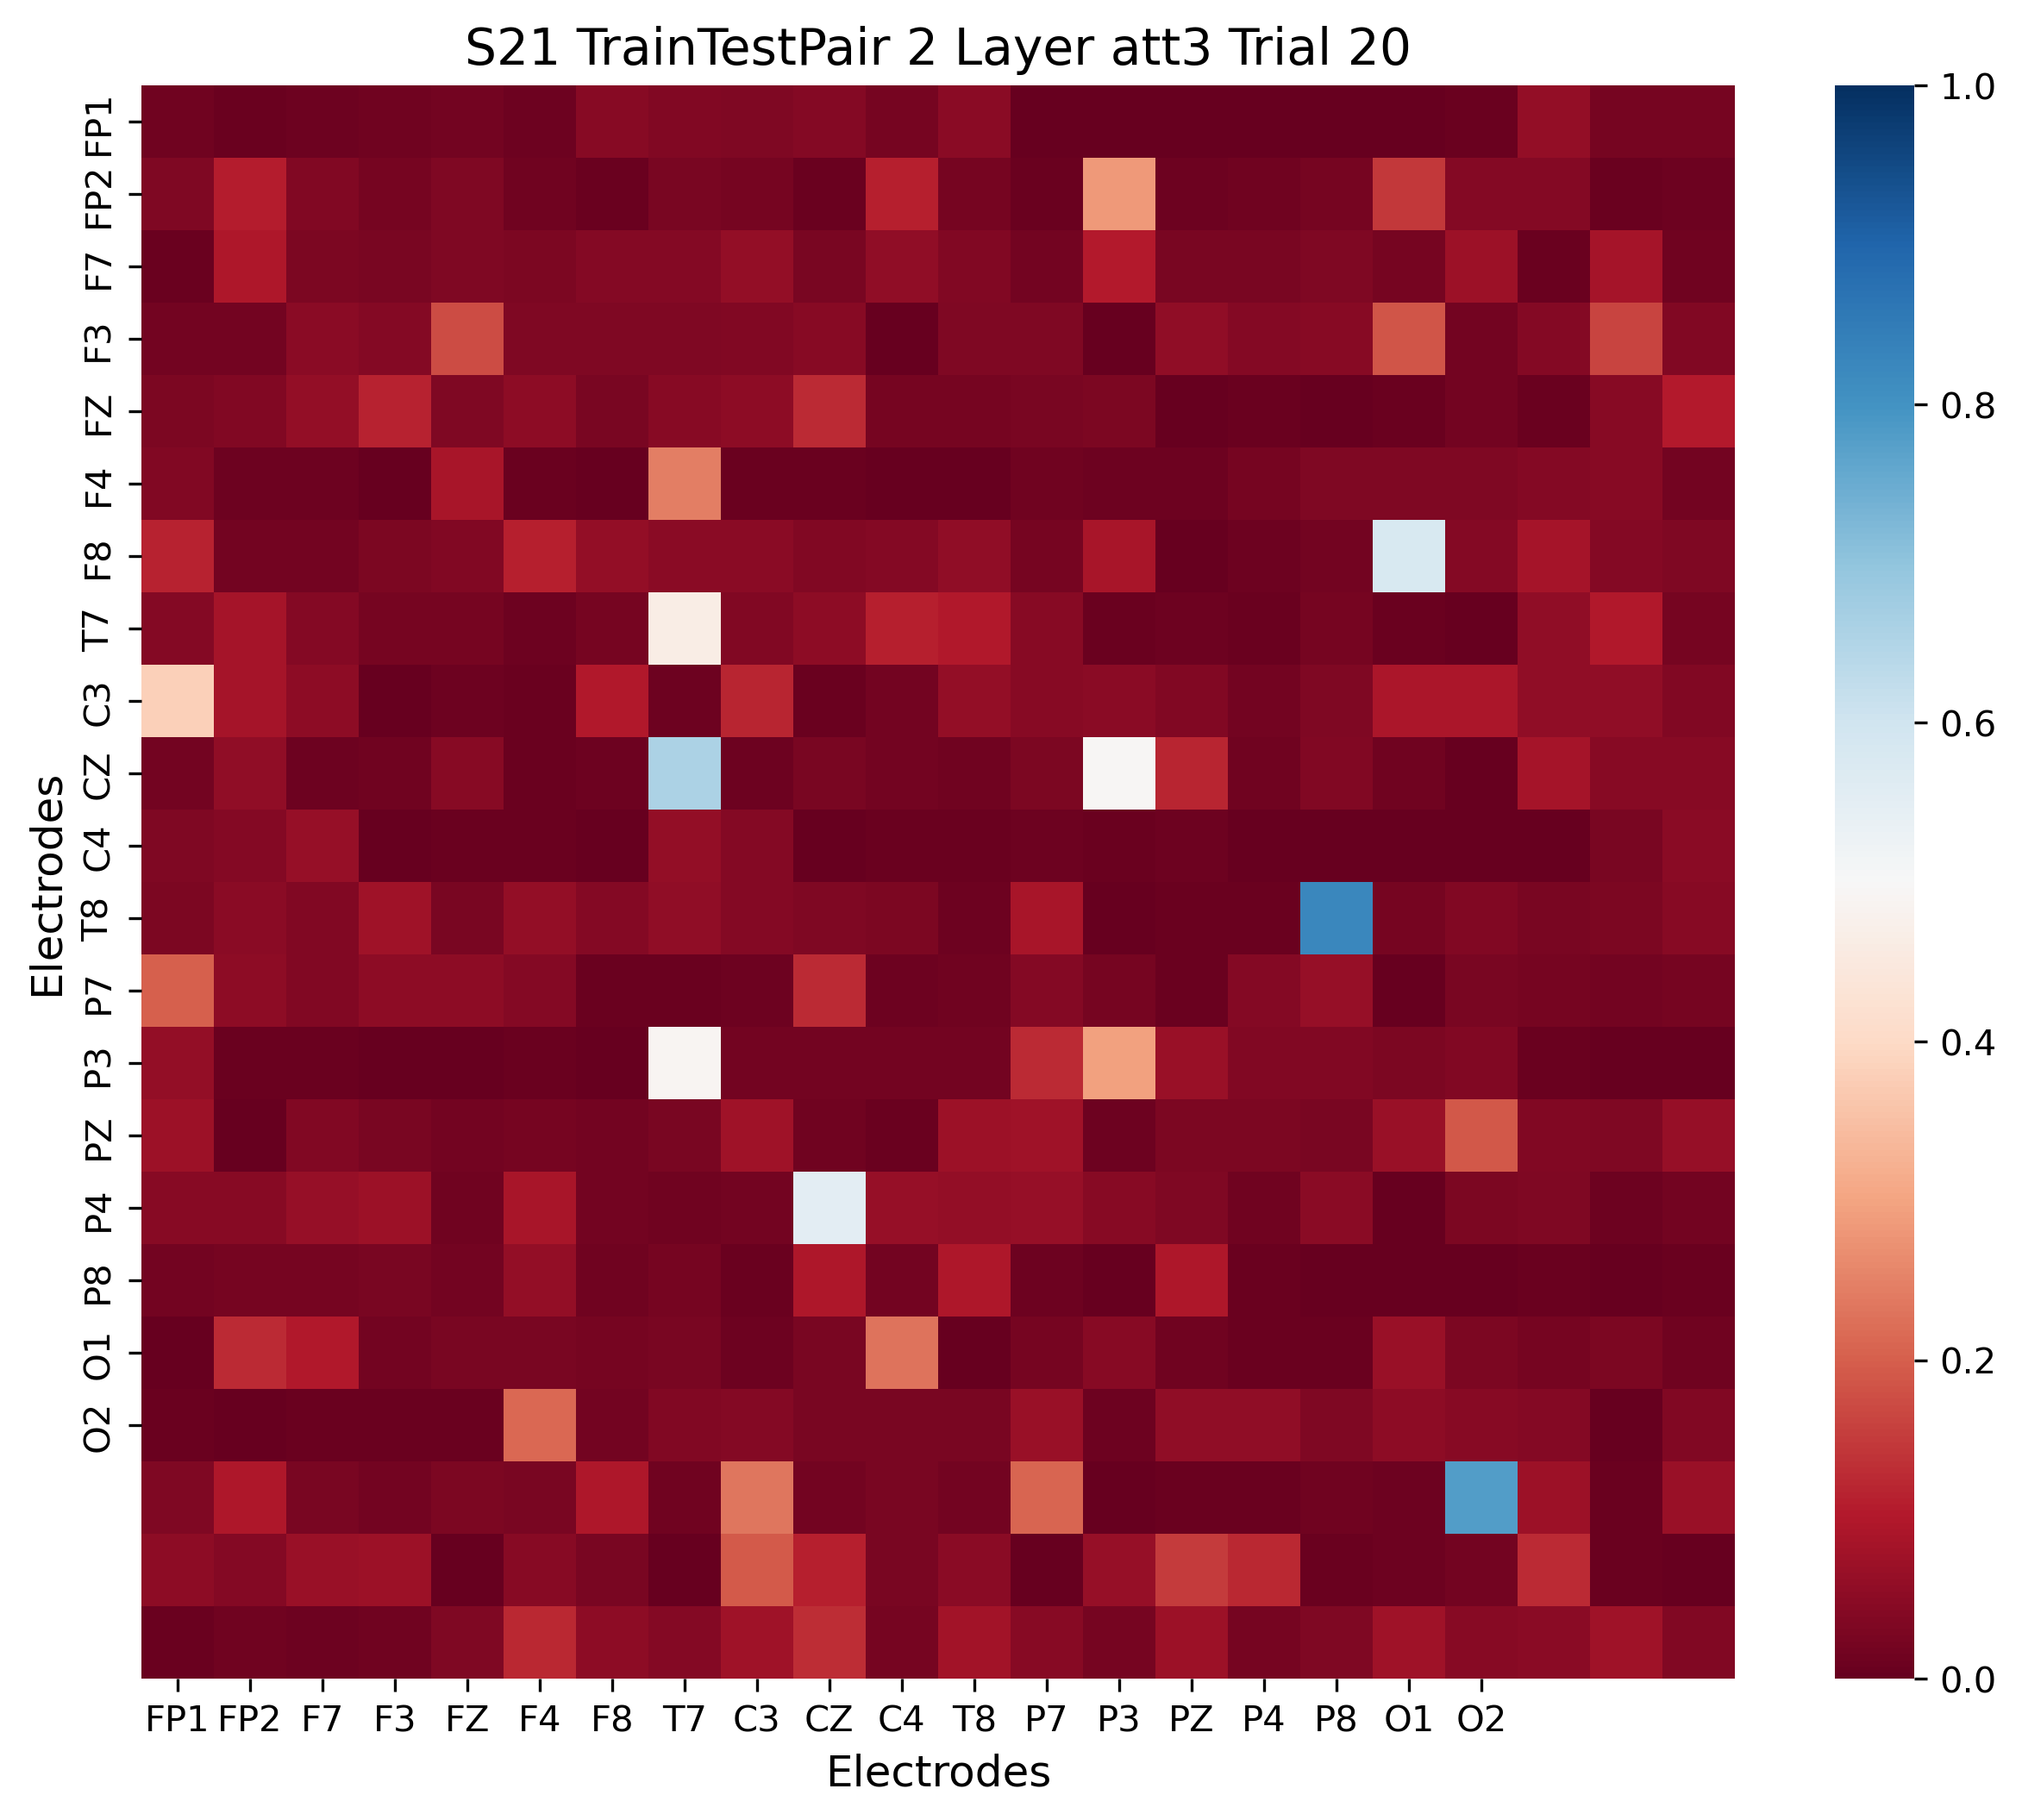 S21 TrainTestPair 2 Layer att3 Trial 20
Electrodes
FP1
FP2
F7
F3
FZ
F4
F8
T7
C3
CZ
C4
T8
P7
P3
PZ
P4
P8
O1
O2
FP1 FP2 F7 F3 FZ F4 F8 T7 C3 CZ C4 T8 P7 P3 PZ P4 P8 O1 O2
Electrodes
1.0
0.8
0.6
0.4
0.2
0.0